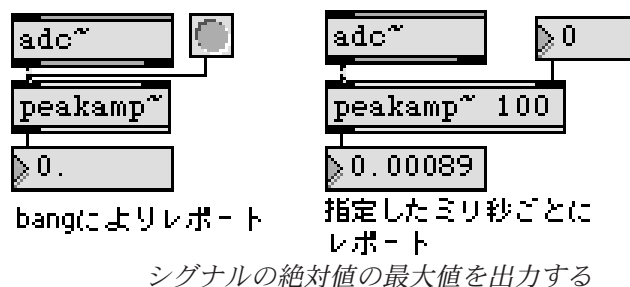 adc~
peakamp~
0.
bangによりレポート
adc~
0
peakamp~ 100
0.00089
指定したミリ秒ごとに
レポート
シグナルの絶対値の最大値を出力する